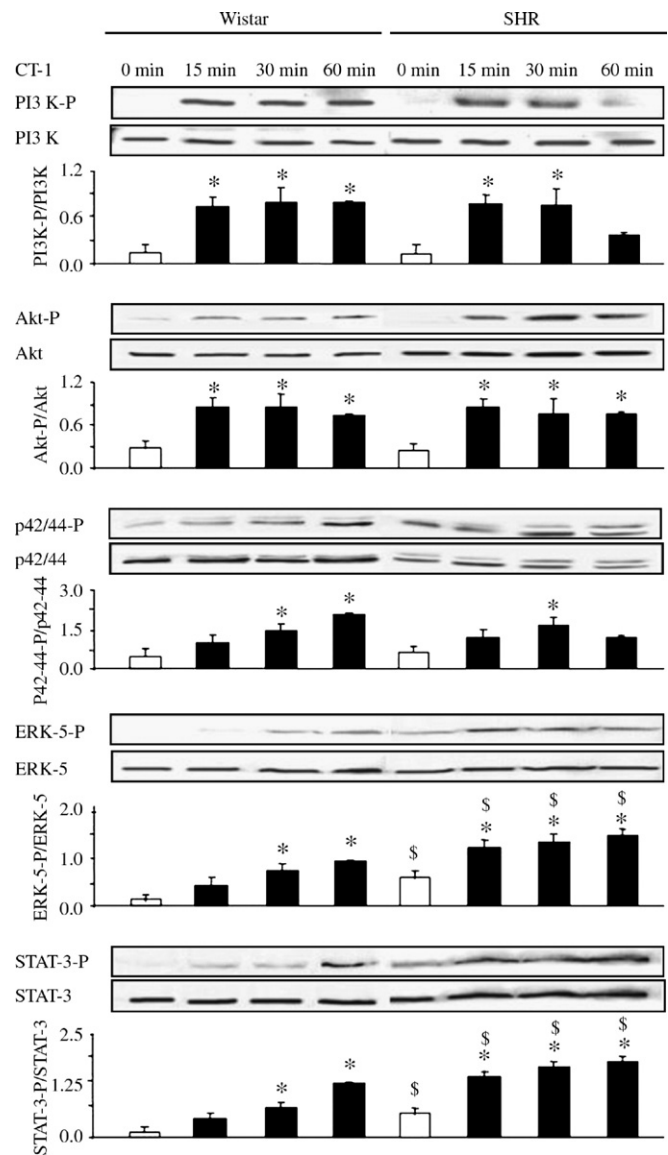 Wistar SHR
CT-1 0 min 15 min 30 min 60 min 0 min 15 min 30 min 60 min
PI3 K-P
PI3 K
PI3K-P/PI3K
1.2
0.6
0.0
* * * * *
Akt-P
Akt
Akt-P/Akt
1.2
0.6
0.0
* * * * * *
p42/44-P
p42/44
P42-44-P/p42-44
3.0
1.5
0.0
* * *
ERK-5-P
ERK-5
ERK-5-P/ERK-5
2.0
1.0
0.0
$ $ $
* * $ * * *
STAT-3-P
STAT-3
STAT-3-P/STAT-3
2.5
1.25
0.0
$ $ $
* * $ * * *